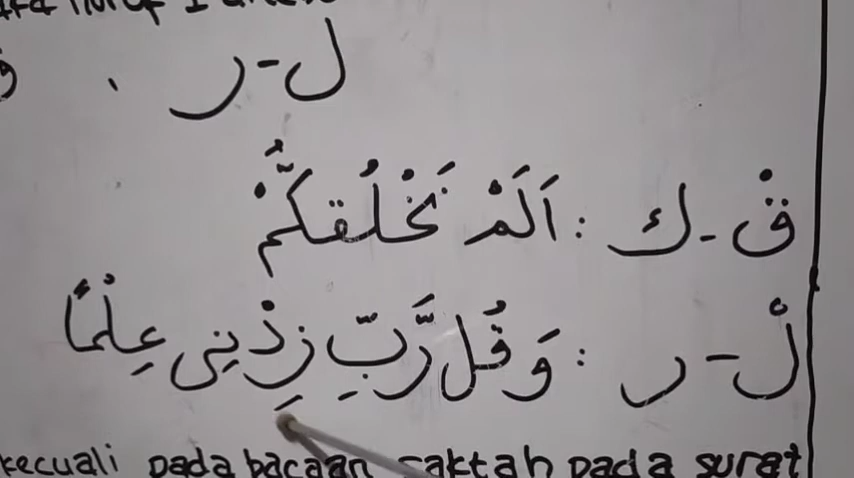 ل - ر
قْ - ك : اَلَمْ نَخْلُقكُّمْ
لْ - ر : وَقُل رَّبِّ زِدْنِى عِلْمًا
kecuali pada bacaan saktah pada surat